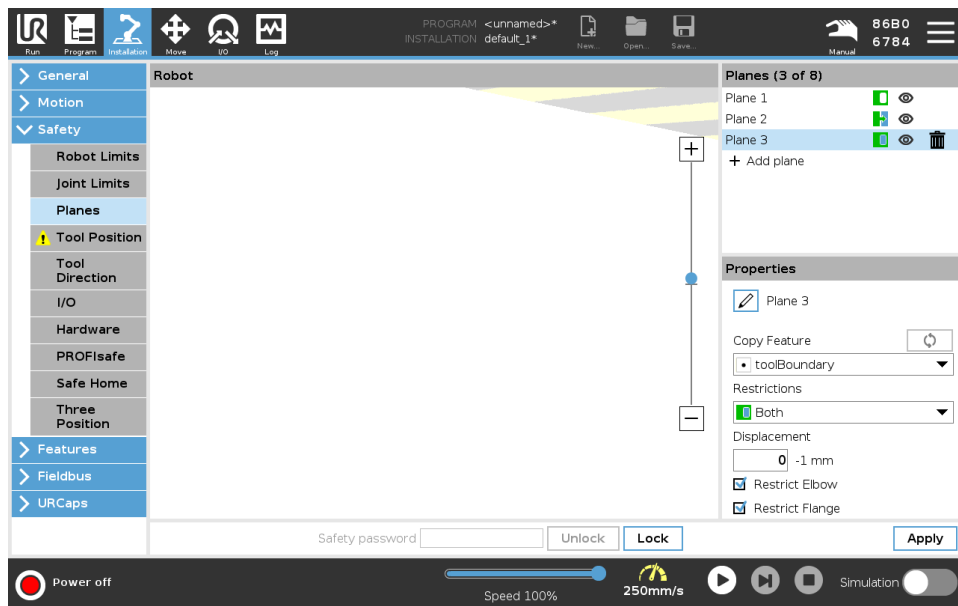 PROGRAM <unnamed>*
INSTALLATION default_1*
Run
Program
Installation
Move
I/O
Log
New...
Open...
Save...
Manual
86B0
6784
General
Motion
Safety
Robot Limits
Joint Limits
Planes
Tool Position
Tool
Direction
I/O
Hardware
PROFIsafe
Safe Home
Three
Position
Features
Fieldbus
URCaps
Robot
Planes (3 of 8)
Plane 1
Plane 2
Plane 3
+ Add plane
Properties
Plane 3
Copy Feature
toolBoundary
Restrictions
Both
Displacement
0 -1 mm
Restrict Elbow
Restrict Flange
Safety password
Unlock
Lock
Apply
Power off
Speed 100%
250mm/s
Simulation